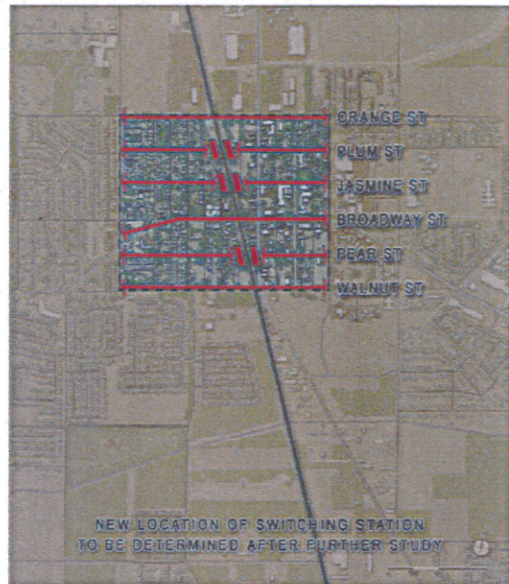 ORANGE ST
PLUM ST
JASMINE ST
BROADWAY ST
PEAR ST
WALNUT ST
NEW LOCATION OF SWITCHING STATION
TO BE DETERMINED AFTER FURTHER STUDY